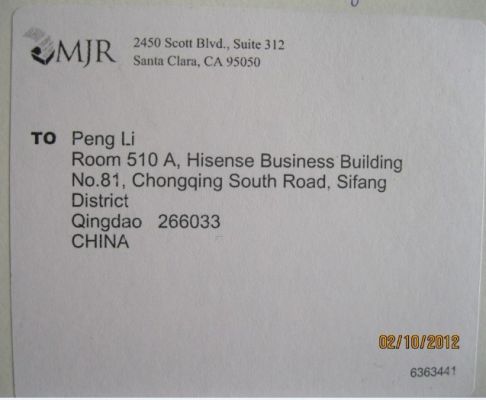 MJR
2450 Scott Blvd., Suite 312
Santa Clara, CA 95050
TO Peng Li
Room 510 A, Hisense Business Building
No.81, Chongqing South Road, Sifang
District
Qingdao 266033
CHINA
02/10/2012
6363441